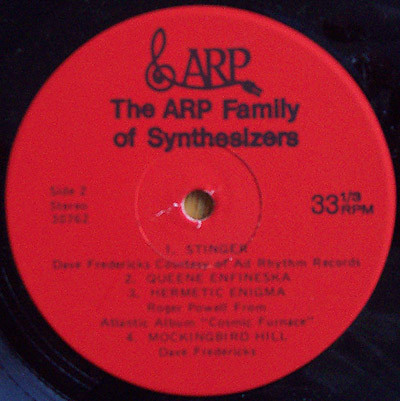 ARP
The ARP Family
of Synthesizers
Side 2
Stereo
33 1/3
RPM
1. STINGER
Dave Fredericks Courtesy of Rhythm Records
2. QUEENE ENFINESKA
3. HERMETIC ENIGMA
Roger Powell From
Atlantic Album "Cosmic Furnace"
4. MOCKINGBIRD HILL
Dave Fredericks